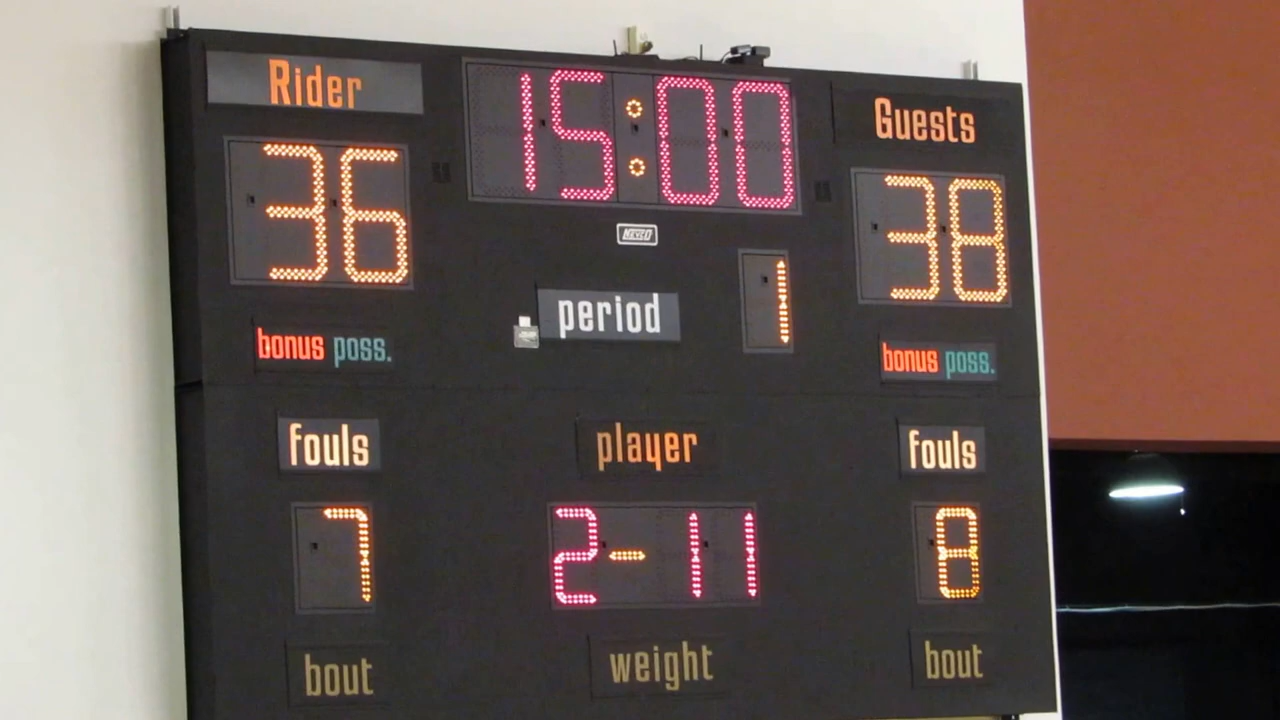 Rider 15:00 Guests
36 38
NEVCO
period 1
bonus poss. bonus poss.
fouls player fouls
7 2-11 8
bout weight bout